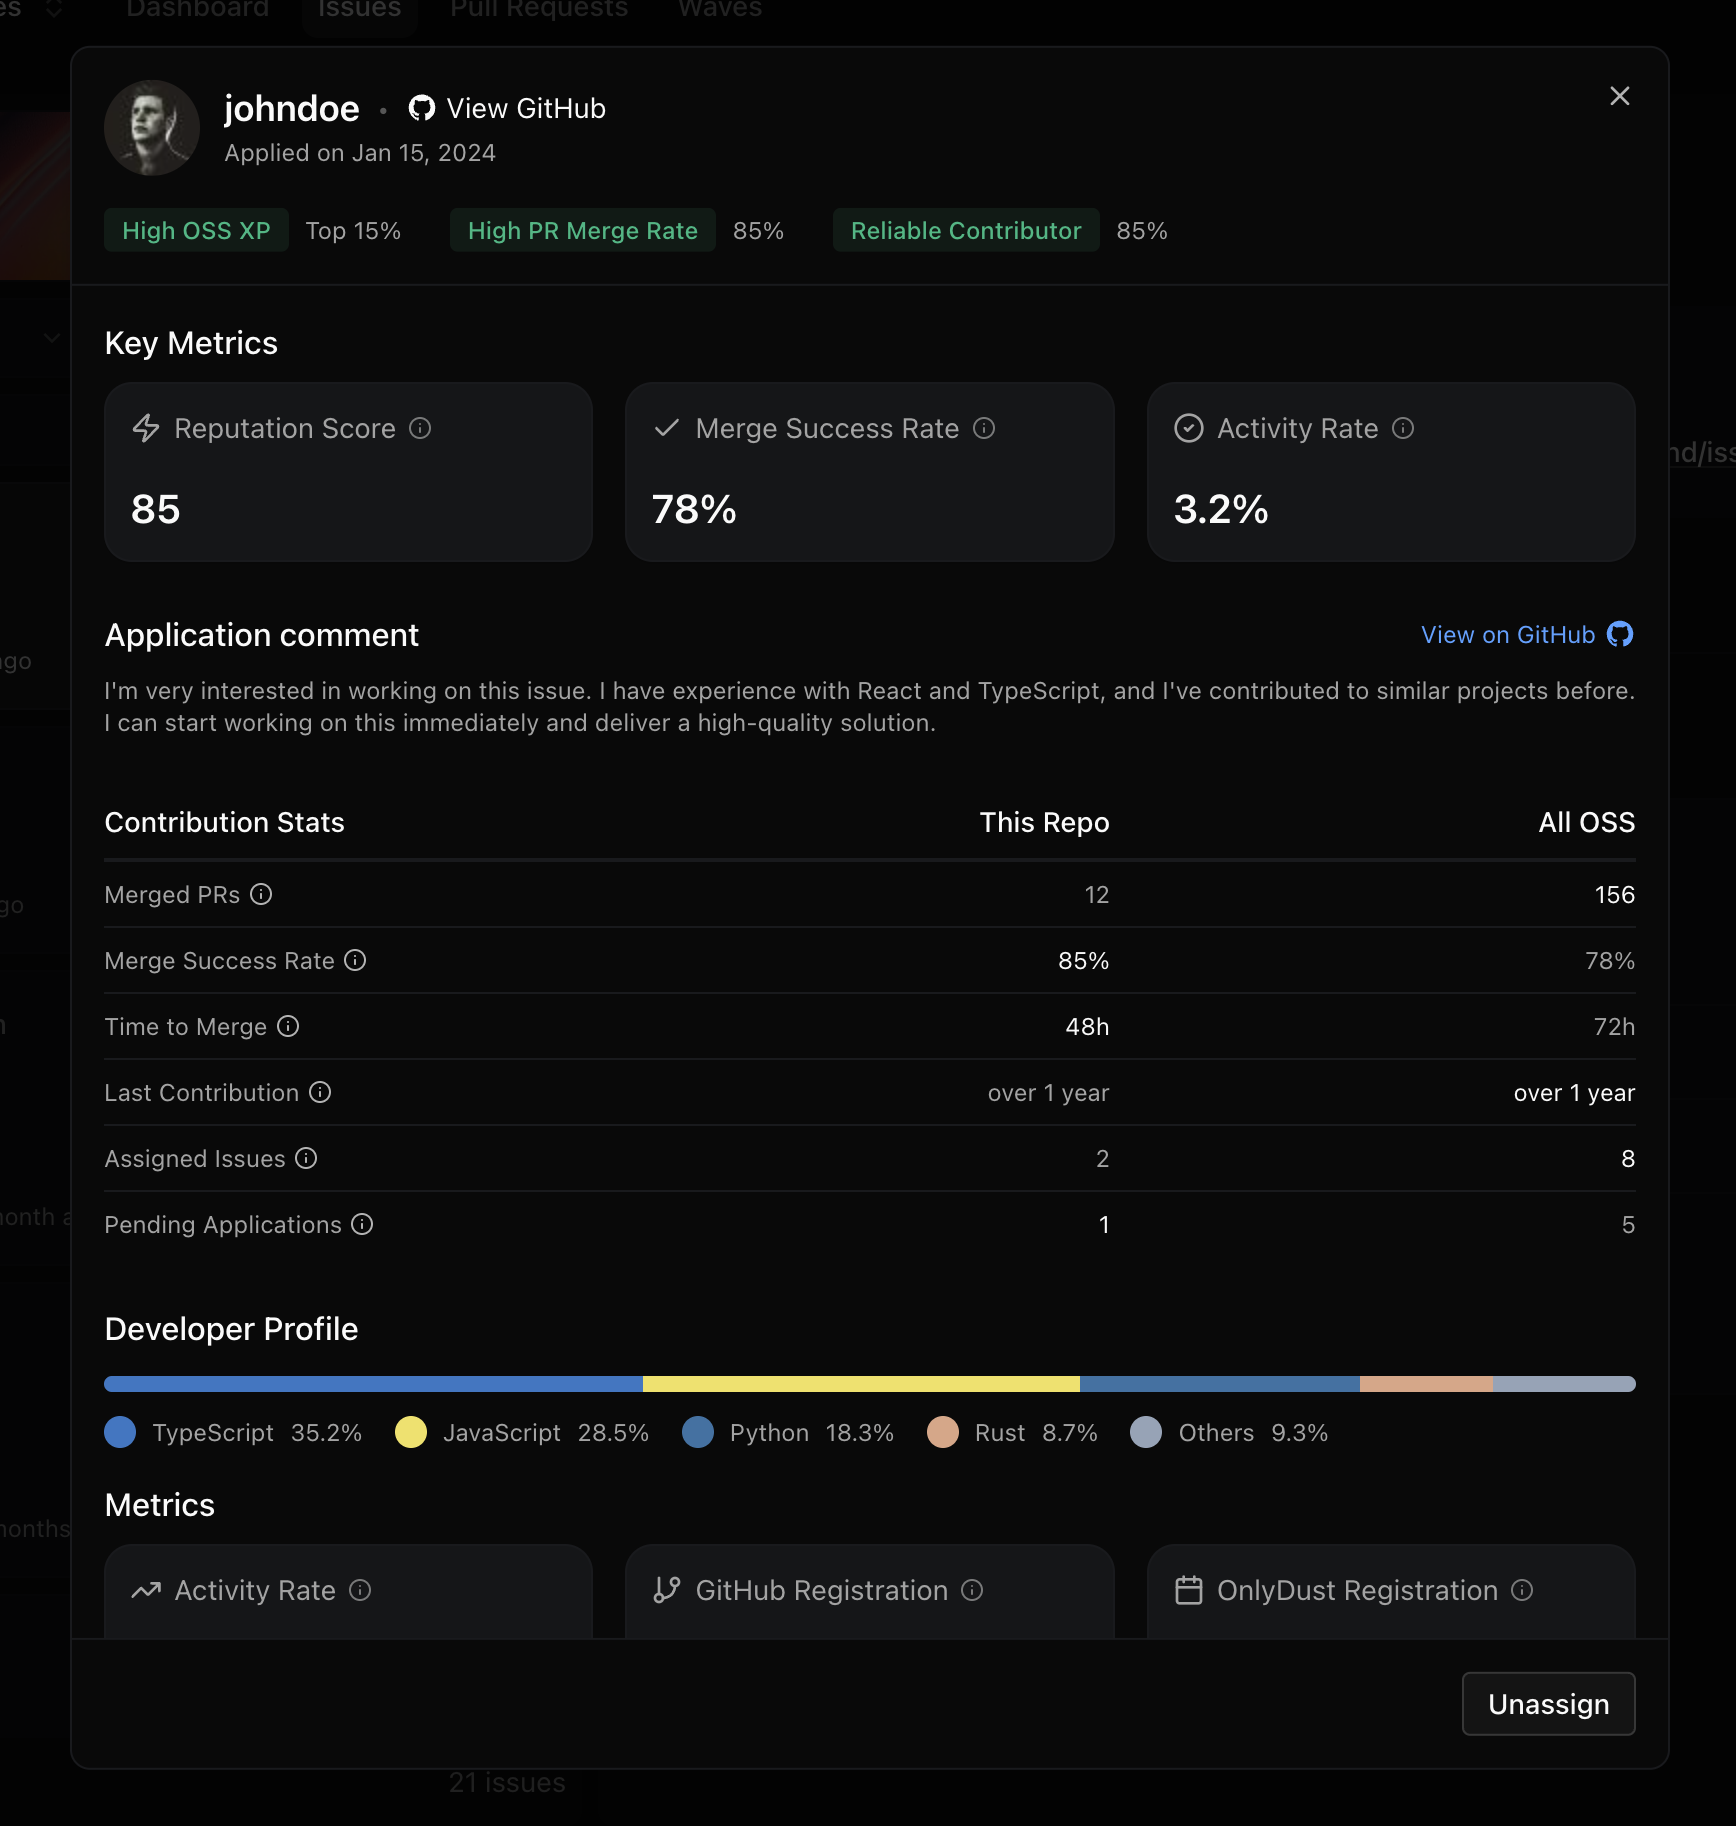 Dashboard Issues Pull Requests Waves
johndoe • View GitHub
Applied on Jan 15, 2024
High OSS XP Top 15% High PR Merge Rate 85% Reliable Contributor 85%
Key Metrics
Reputation Score Merge Success Rate Activity Rate
85 78% 3.2%
Application comment View on GitHub
I'm very interested in working on this issue. I have experience with React and TypeScript, and I've contributed to similar projects before.
I can start working on this immediately and deliver a high-quality solution.
Contribution Stats This Repo All OSS
Merged PRs 12 156
Merge Success Rate 85% 78%
Time to Merge 48h 72h
Last Contribution over 1 year over 1 year
Assigned Issues 2 8
Pending Applications 1 5
Developer Profile
TypeScript 35.2% JavaScript 28.5% Python 18.3% Rust 8.7% Others 9.3%
Metrics
Activity Rate GitHub Registration OnlyDust Registration
Unassign
21 issues